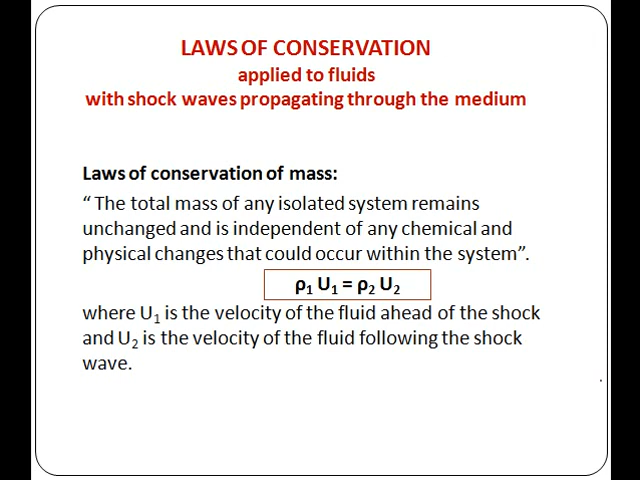 LAWS OF CONSERVATION
applied to fluids
with shock waves propagating through the medium
Laws of conservation of mass:
“ The total mass of any isolated system remains
unchanged and is independent of any chemical and
physical changes that could occur within the system”.
ρ₁ U₁ = ρ₂ U₂
where U₁ is the velocity of the fluid ahead of the shock
and U₂ is the velocity of the fluid following the shock
wave.